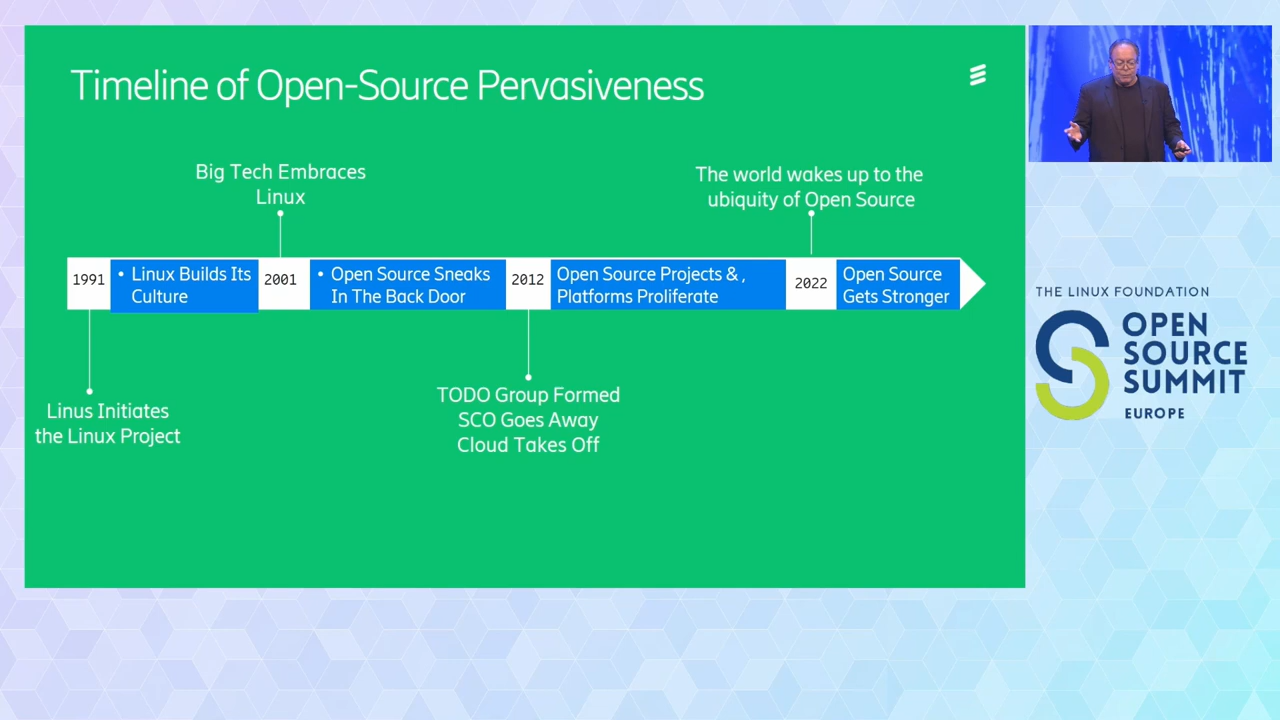 Timeline of Open-Source Pervasiveness
Big Tech Embraces
Linux
The world wakes up to the
ubiquity of Open Source
1991
• Linux Builds Its
Culture
2001
• Open Source Sneaks
In The Back Door
2012
Open Source Projects & ,
Platforms Proliferate
2022
Open Source
Gets Stronger
Linus Initiates
the Linux Project
TODO Group Formed
SCO Goes Away
Cloud Takes Off
THE LINUX FOUNDATION
OPEN
SOURCE
SUMMIT
EUROPE